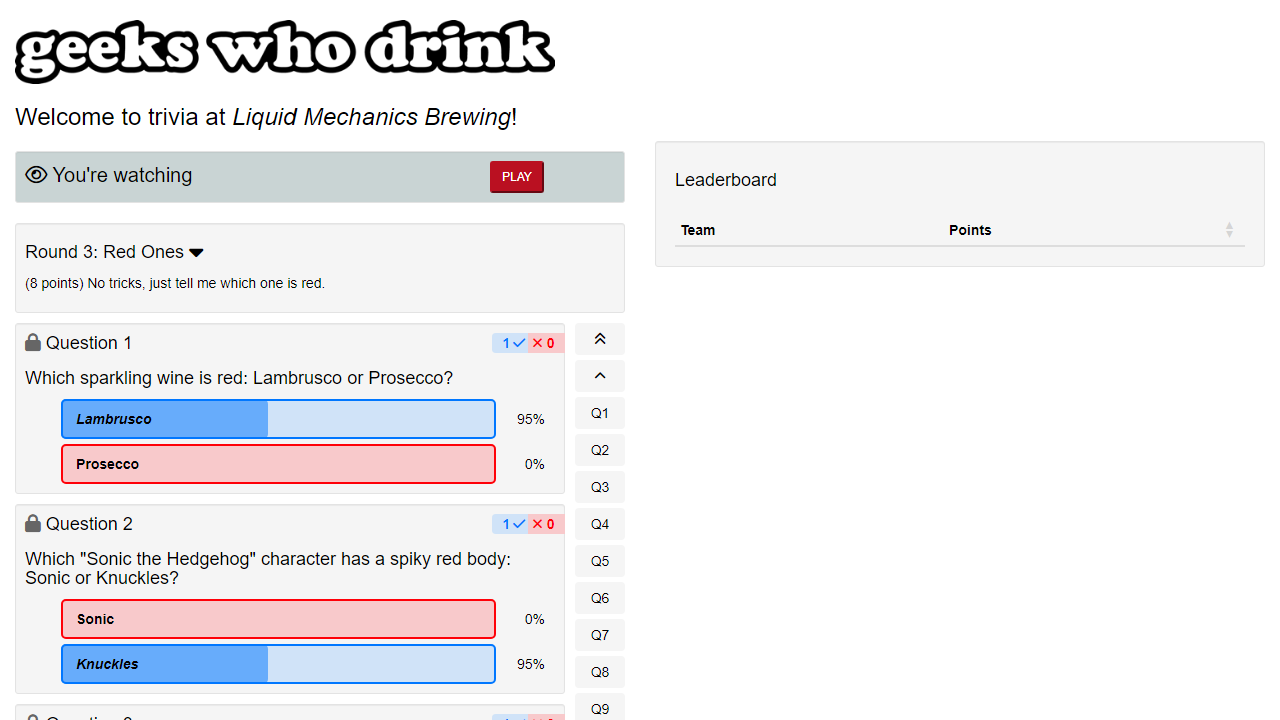 geeks who drink
Welcome to trivia at Liquid Mechanics Brewing!
You're watching
PLAY
Round 3: Red Ones
(8 points) No tricks, just tell me which one is red.
Question 1
1 ✓ ✕ 0
Which sparkling wine is red: Lambrusco or Prosecco?
Lambrusco 95%
Prosecco 0%
Question 2
1 ✓ ✕ 0
Which "Sonic the Hedgehog" character has a spiky red body:
Sonic or Knuckles?
Sonic 0%
Knuckles 95%
Q1
Q2
Q3
Q4
Q5
Q6
Q7
Q8
Q9
Leaderboard
Team Points